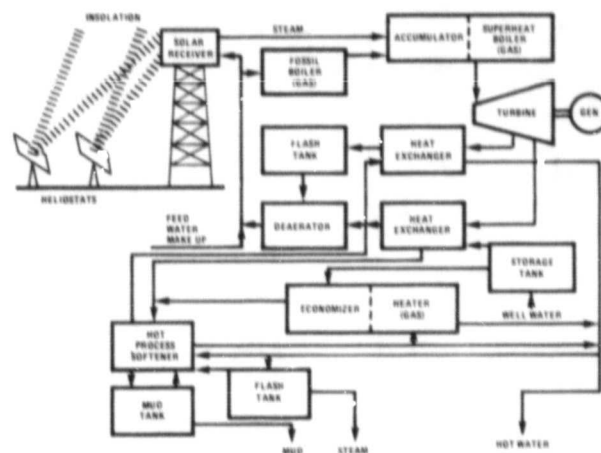 INSOLATION
SOLAR
RECEIVER
STEAM
FOSSIL
BOILER
(GAS)
ACCUMULATOR
SUPERHEAT
BOILER
(GAS)
TURBINE
GEN
HELIOSTATS
FLASH
TANK
HEAT
EXCHANGER
FEED
WATER
MAKE UP
DEAERATOR
HEAT
EXCHANGER
STORAGE
TANK
ECONOMIZER
HEATER
(GAS)
WELL WATER
HOT
PROCESS
SOFTENER
MUD
TANK
FLASH
TANK
MUD
STEAM
HOT WATER